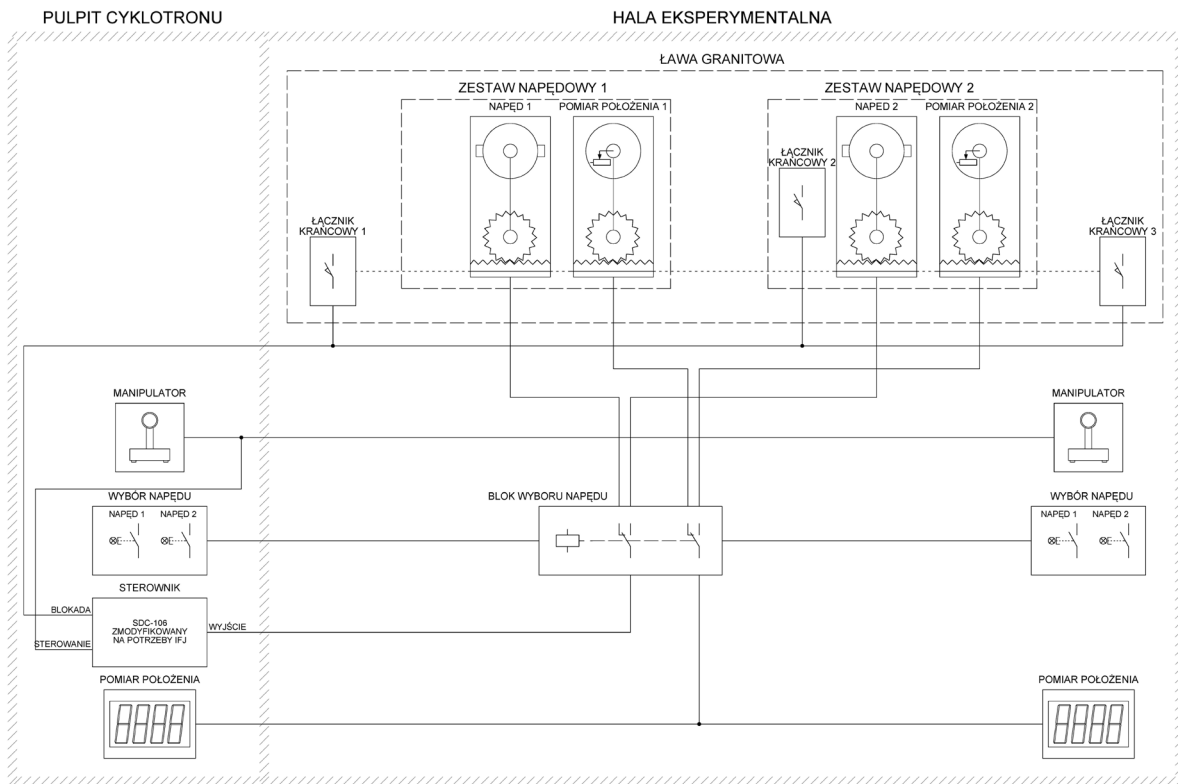 PULPIT CYKLOTRONU
HALA EKSPERYMENTALNA
ŁAWA GRANITOWA
ZESTAW NAPĘDOWY 1
NAPĘD 1
POMIAR POŁOŻENIA 1
ZESTAW NAPĘDOWY 2
NAPED 2
POMIAR POŁOŻENIA 2
ŁĄCZNIK
KRAŃCOWY 2
ŁĄCZNIK
KRAŃCOWY 1
ŁĄCZNIK
KRAŃCOWY 3
MANIPULATOR
MANIPULATOR
WYBÓR NAPĘDU
NAPĘD 1
NAPĘD 2
BLOK WYBORU NAPĘDU
WYBÓR NAPĘDU
NAPĘD 1
NAPĘD 2
STEROWNIK
BLOKADA
STEROWANIE
SDC-106
ZMODYFIKOWANY
NA POTRZEBY IFJ
WYJŚCIE
POMIAR POŁOŻENIA
8888
POMIAR POŁOŻENIA
8888